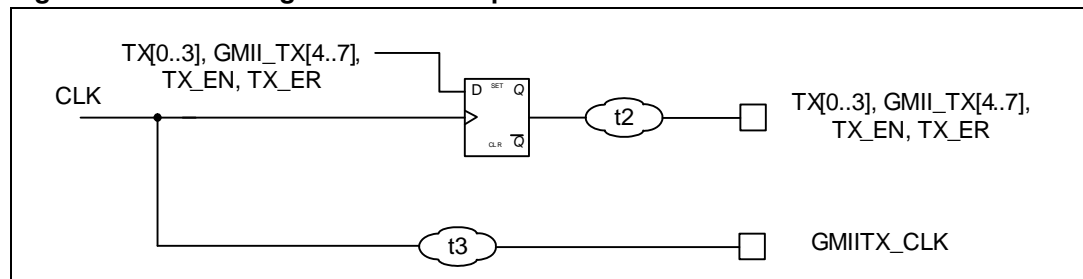 TX[0..3], GMII_TX[4..7],
TX_EN, TX_ER
CLK
D SET Q
CLR Q
t2
TX[0..3], GMII_TX[4..7],
TX_EN, TX_ER
t3
GMIITX_CLK